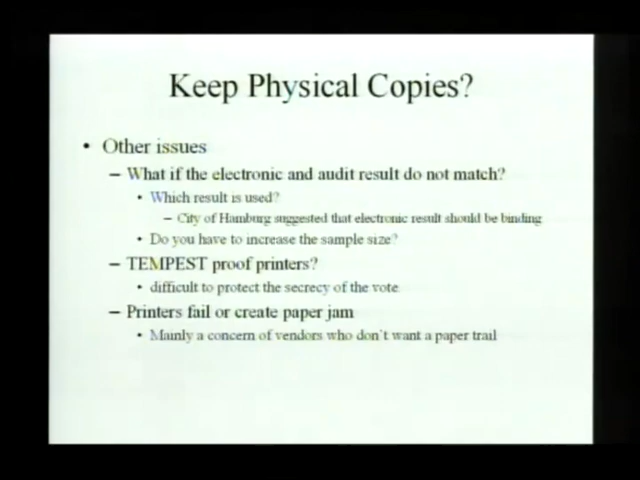 Keep Physical Copies?
• Other issues
– What if the electronic and audit result do not match?
• Which result is used?
– City of Hamburg suggested that electronic result should be binding
• Do you have to increase the sample size?
– TEMPEST proof printers?
• difficult to protect the secrecy of the vote
– Printers fail or create paper jam
• Mainly a concern of vendors who don't want a paper trail